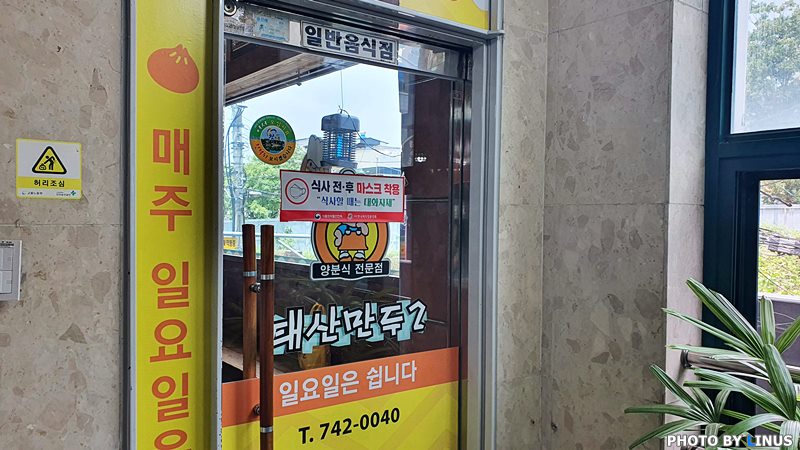 일반음식점
매주 일요일은
허리조심
식사 전·후 마스크 착용
"식사할 때는 대화자제"
양분식 전문점
태산만두2
일요일은 쉽니다
T. 742-0040
PHOTO BY LINUS